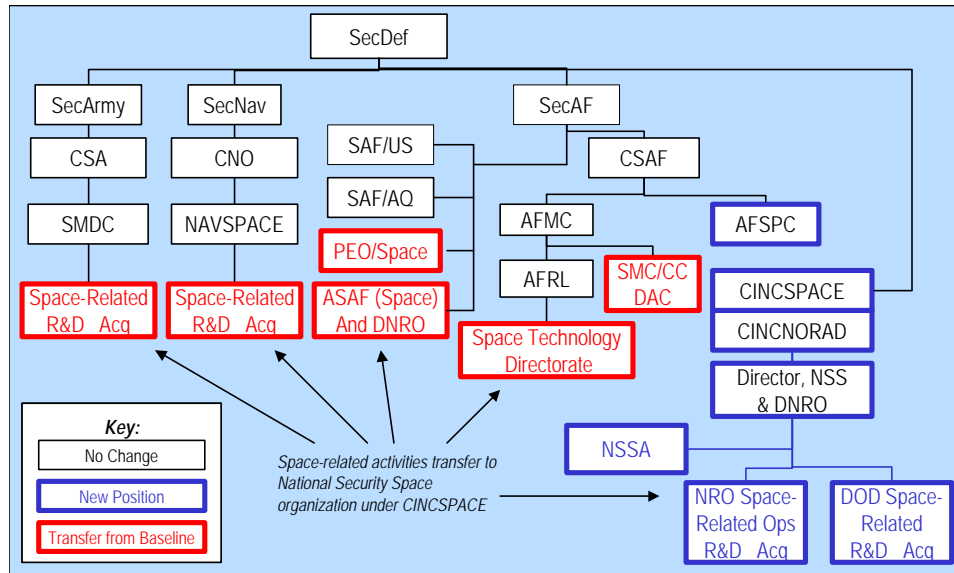 SecDef
SecArmy
SecNav
SecAF
CSA
CNO
SAF/US
CSAF
SMDC
NAVSPACE
SAF/AQ
AFMC
AFSPC
PEO/Space
AFRL
SMC/CC
DAC
Space-Related
R&D Acq
Space-Related
R&D Acq
ASAF (Space)
And DNRO
Space Technology
Directorate
CINCSPACE
CINCNORAD
Director, NSS
& DNRO
NSSA
NRO Space-
Related Ops
R&D Acq
DOD Space-
Related
R&D Acq
Space-related activities transfer to
National Security Space
organization under CINCSPACE
Key:
No Change
New Position
Transfer from Baseline